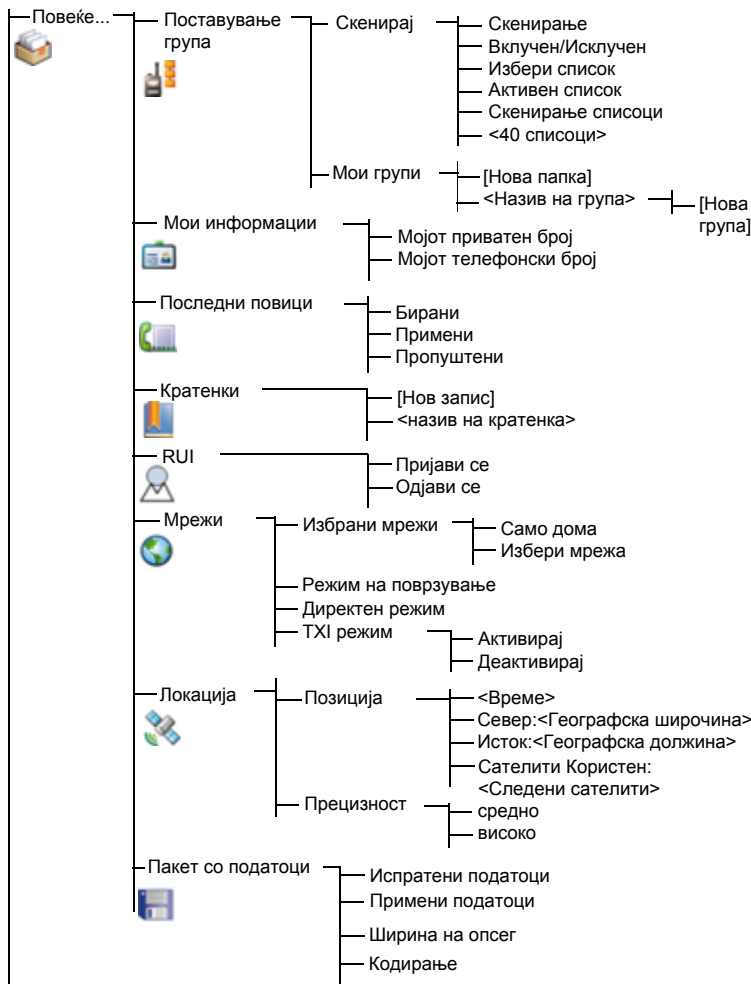 Повеќе...
Поставување
група
Скенирај
Скенирање
Вклучен/Исклучен
Избери список
Активен список
Скенирање списоци
<40 списоци>
Мои групи
[Нова папка]
<Назив на група>
[Нова
група]
Мои информации
Мојот приватен број
Мојот телефонски број
Последни повици
Бирани
Примени
Пропуштени
Кратенки
[Нов запис]
<назив на кратенка>
RUI
Пријави се
Одјави се
Мрежи
Избрани мрежи
Само дома
Избери мрежа
Режим на поврзување
Директен режим
TXI режим
Активирај
Деактивирај
Локација
Позиција
<Време>
Север:<Географска широчина>
Исток:<Географска должина>
Сателити Користен:
<Следени сателити>
Прецизност
средно
високо
Пакет со податоци
Испратени податоци
Примени податоци
Ширина на опсег
Кодирање